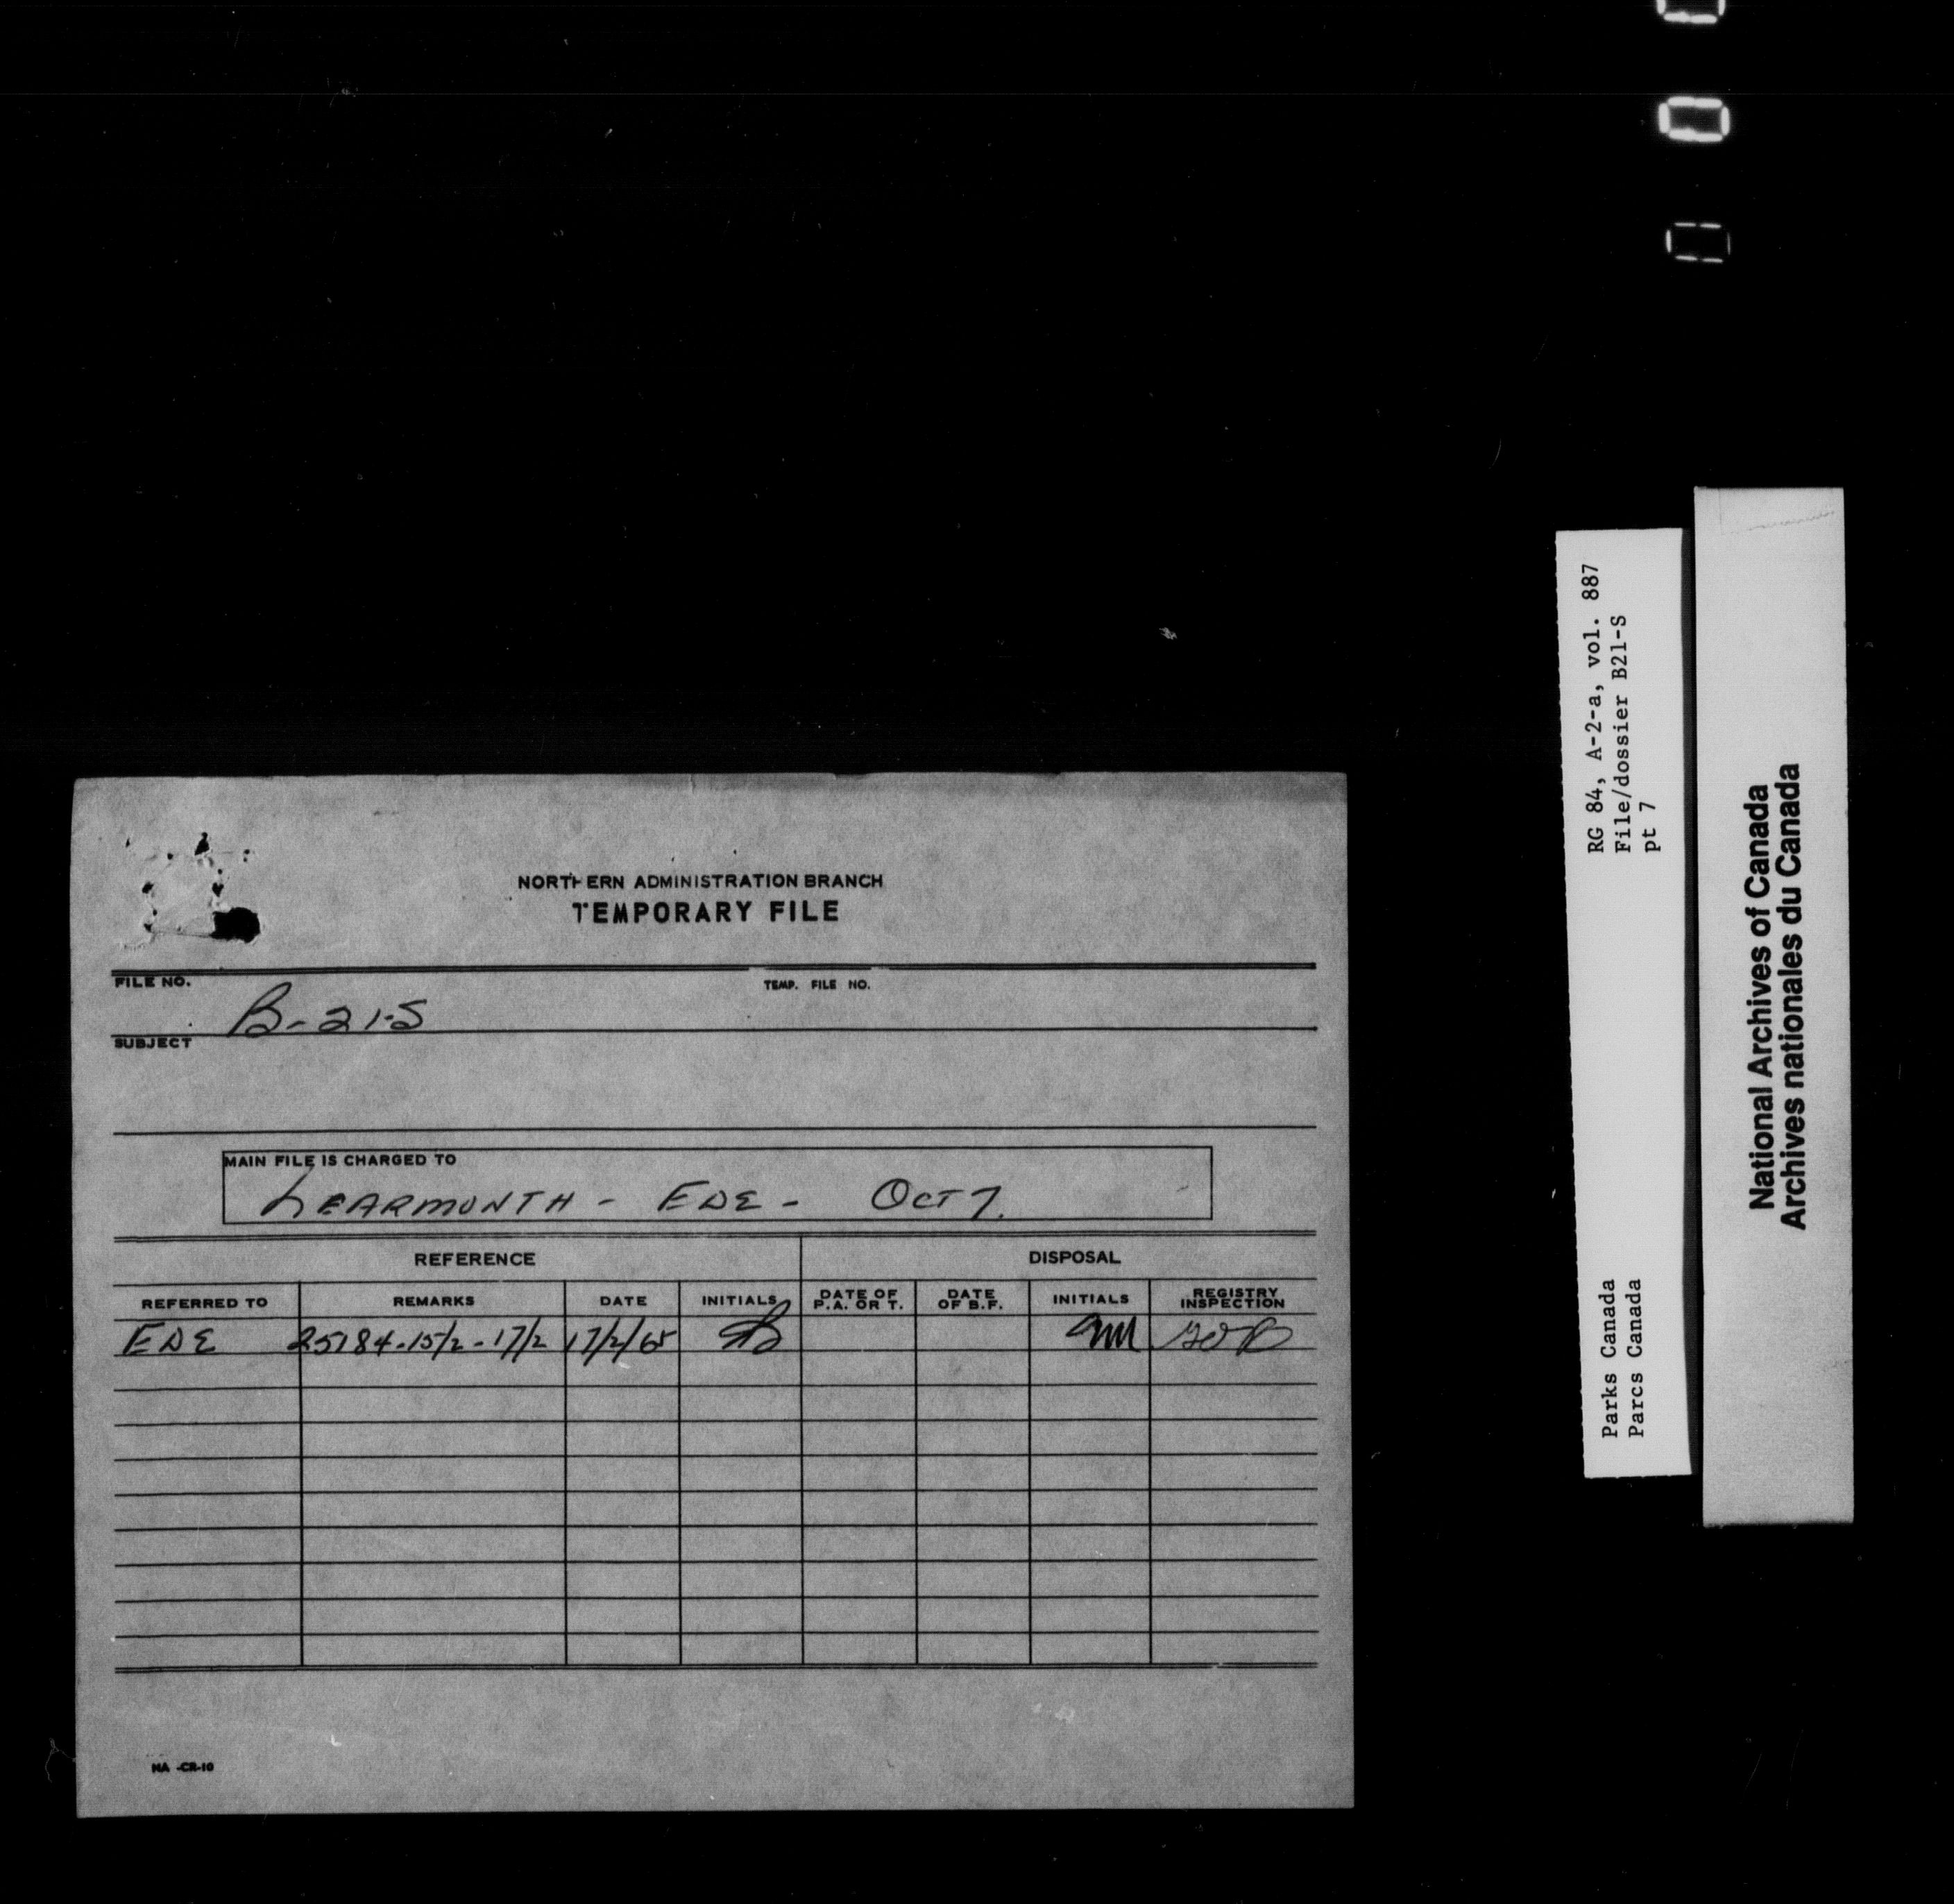 NORTHERN ADMINISTRATION BRANCH
TEMPORARY FILE
FILE NO. B-21-S
TEMP. FILE NO.
SUBJECT
MAIN FILE IS CHARGED TO
LEARMONTH - EDE - OCT 7.
REFERENCE DISPOSAL
REFERRED TO REMARKS DATE INITIALS DATE OF P.A. OR T. DATE OF B.F. INITIALS REGISTRY INSPECTION
EDE 25184-15/2-17/2 17/2/65
NA -CR-10
RG 84, A-2-a, vol. 887
File/dossier B21-S
pt 7
Parks Canada
Parcs Canada
National Archives of Canada
Archives nationales du Canada